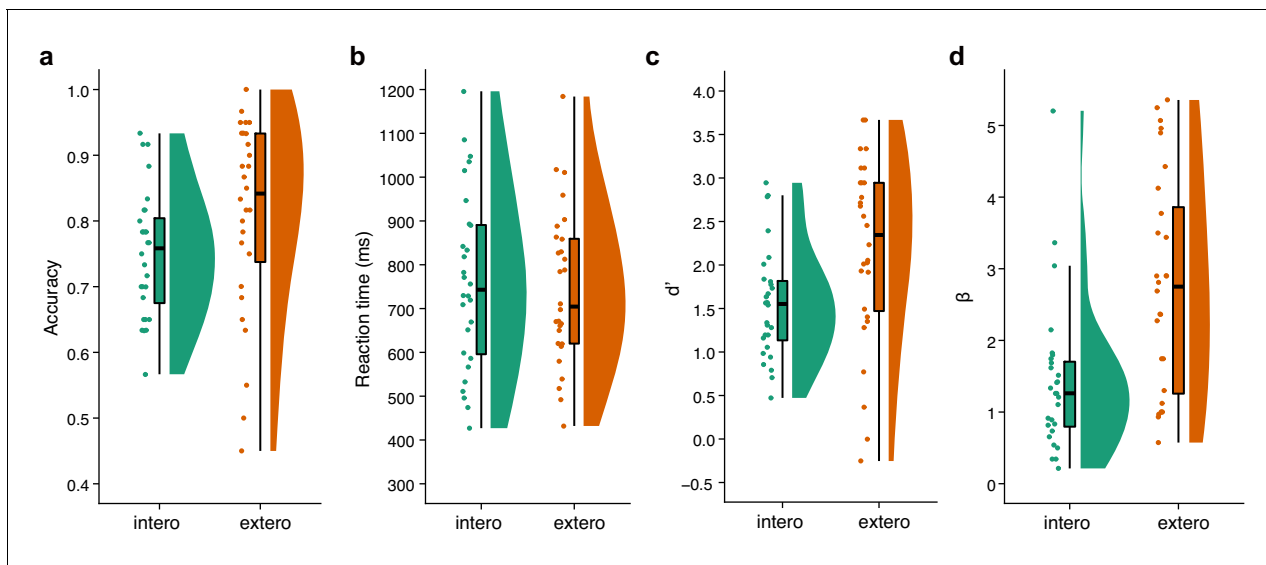 a
Accuracy
1.0
0.9
0.8
0.7
0.6
0.5
0.4
intero extero
b
Reaction time (ms)
1200
1100
1000
900
800
700
600
500
400
300
intero extero
c
d'
4.0
3.5
3.0
2.5
2.0
1.5
1.0
0.5
0.0
−0.5
intero extero
d
β
5
4
3
2
1
0
intero extero